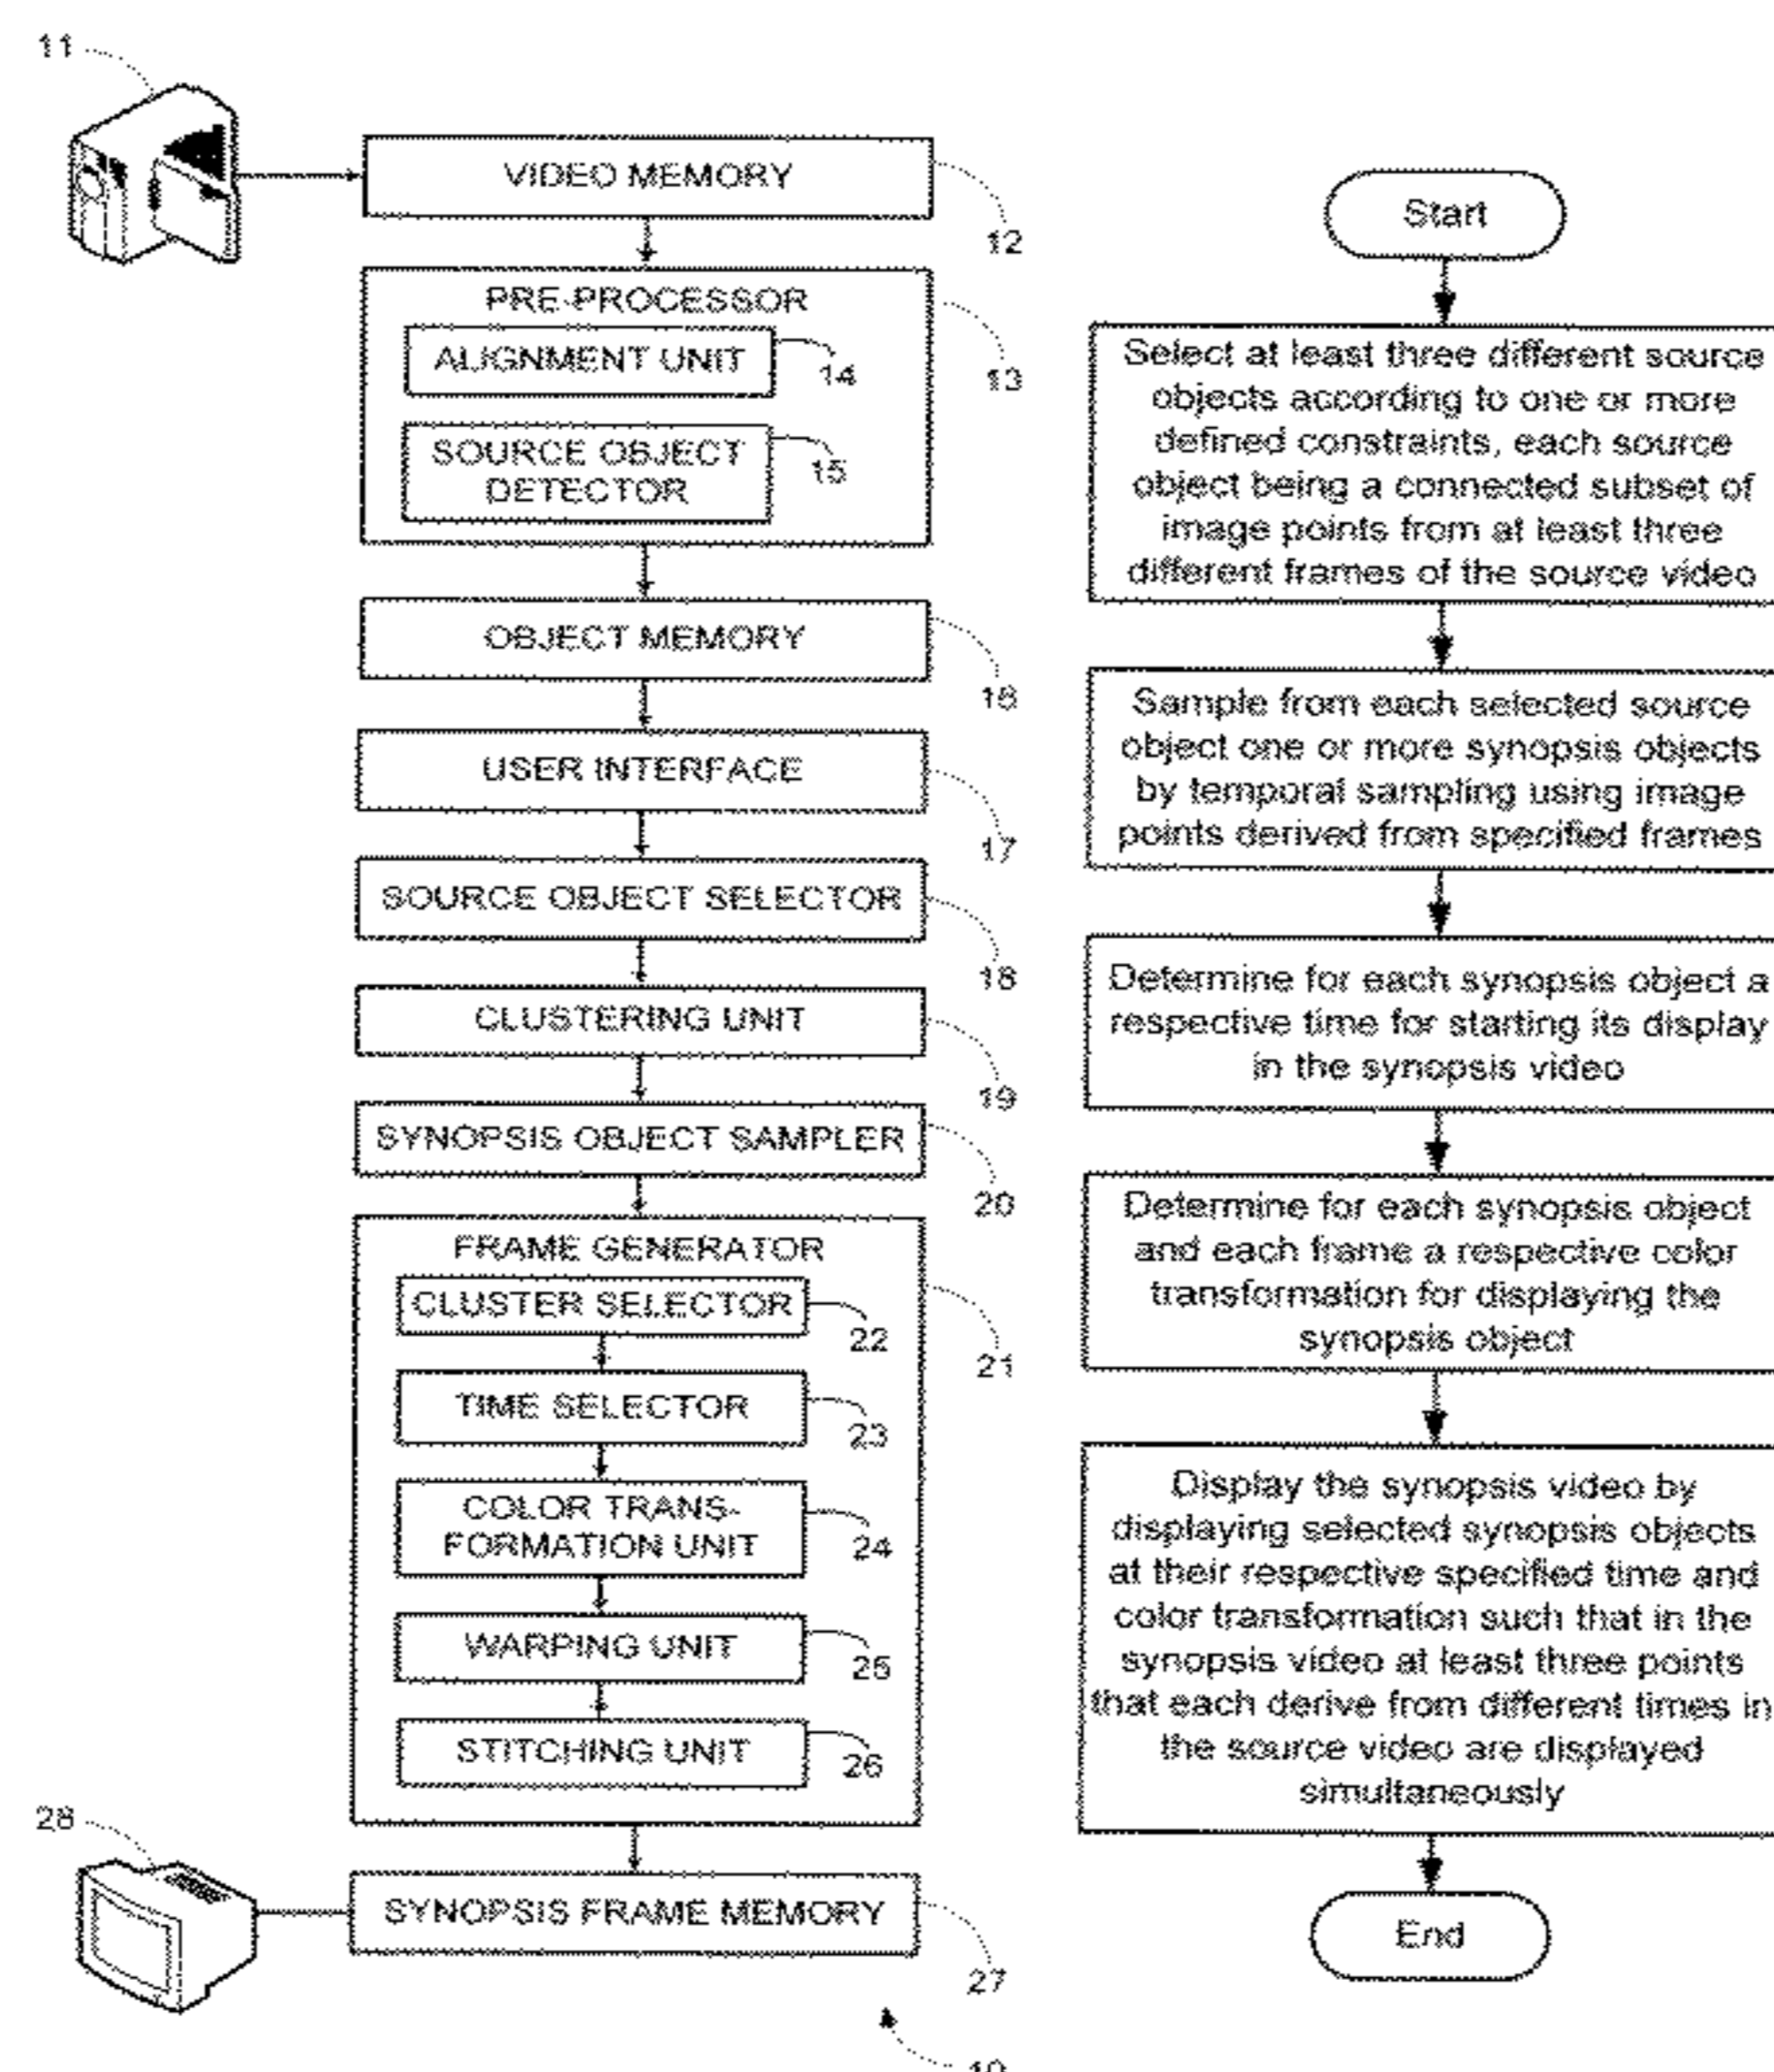 11
VIDEO MEMORY
12
PRE-PROCESSOR
13
ALIGNMENT UNIT
14
SOURCE OBJECT
DETECTOR
15
OBJECT MEMORY
16
USER INTERFACE
17
SOURCE OBJECT SELECTOR
18
CLUSTERING UNIT
19
SYNOPSIS OBJECT SAMPLER
20
FRAME GENERATOR
21
CLUSTER SELECTOR
22
TIME SELECTOR
23
COLOR TRANS-
FORMATION UNIT
24
WARPING UNIT
25
STITCHING UNIT
26
28
SYNOPSIS FRAME MEMORY
27
10
Start
Select at least three different source
objects according to one or more
defined constraints, each source
object being a connected subset of
image points from at least three
different frames of the source video
Sample from each selected source
object one or more synopsis objects
by temporal sampling using image
points derived from specified frames
Determine for each synopsis object a
respective time for starting its display
in the synopsis video
Determine for each synopsis object
and each frame a respective color
transformation for displaying the
synopsis object
Display the synopsis video by
displaying selected synopsis objects
at their respective specified time and
color transformation such that in the
synopsis video at least three points
that each derive from different times in
the source video are displayed
simultaneously
End